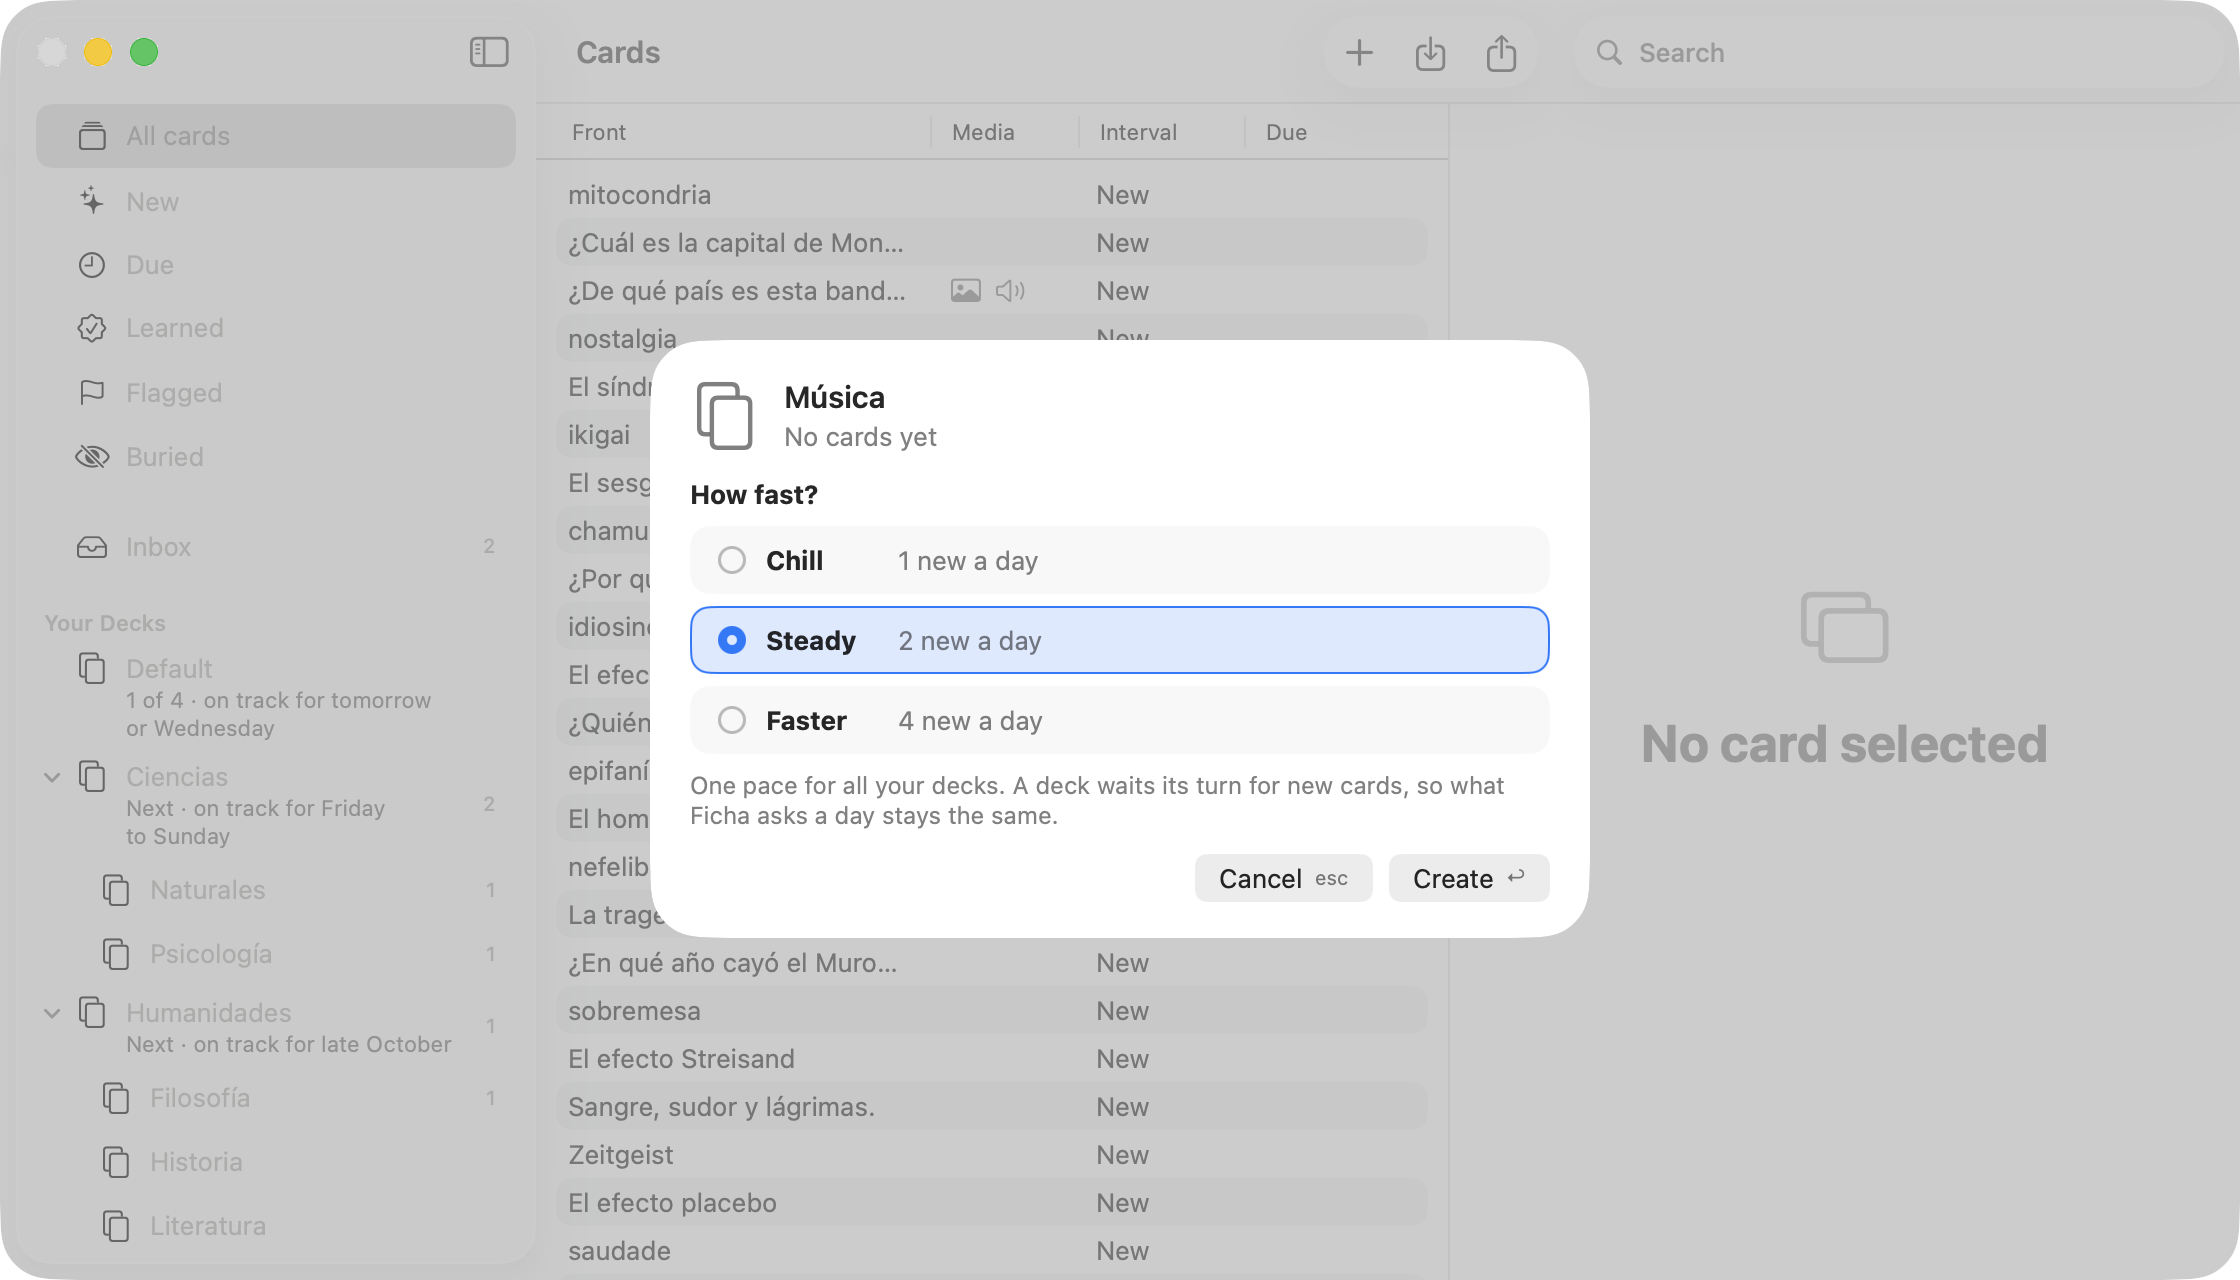 Cards
Search
All cards
New
Due
Learned
Flagged
Buried
Inbox 2
Your Decks
Default
1 of 4 · on track for tomorrow
or Wednesday
Ciencias
Next · on track for Friday
to Sunday
2
Naturales 1
Psicología 1
Humanidades
Next · on track for late October
1
Filosofía 1
Historia
Literatura
Front Media Interval Due
mitocondria New
¿Cuál es la capital de Mon... New
¿De qué país es esta band... New
nostalgia New
El sínd
ikigai
El sesg
chamu
¿Por qu
idiosinc
El efec
¿Quién
epifaní
El hom
nefelib
La trage
¿En qué año cayó el Muro... New
sobremesa New
El efecto Streisand New
Sangre, sudor y lágrimas. New
Zeitgeist New
El efecto placebo New
saudade New
Música
No cards yet
How fast?
Chill 1 new a day
Steady 2 new a day
Faster 4 new a day
One pace for all your decks. A deck waits its turn for new cards, so what
Ficha asks a day stays the same.
Cancel esc
Create ↩
No card selected